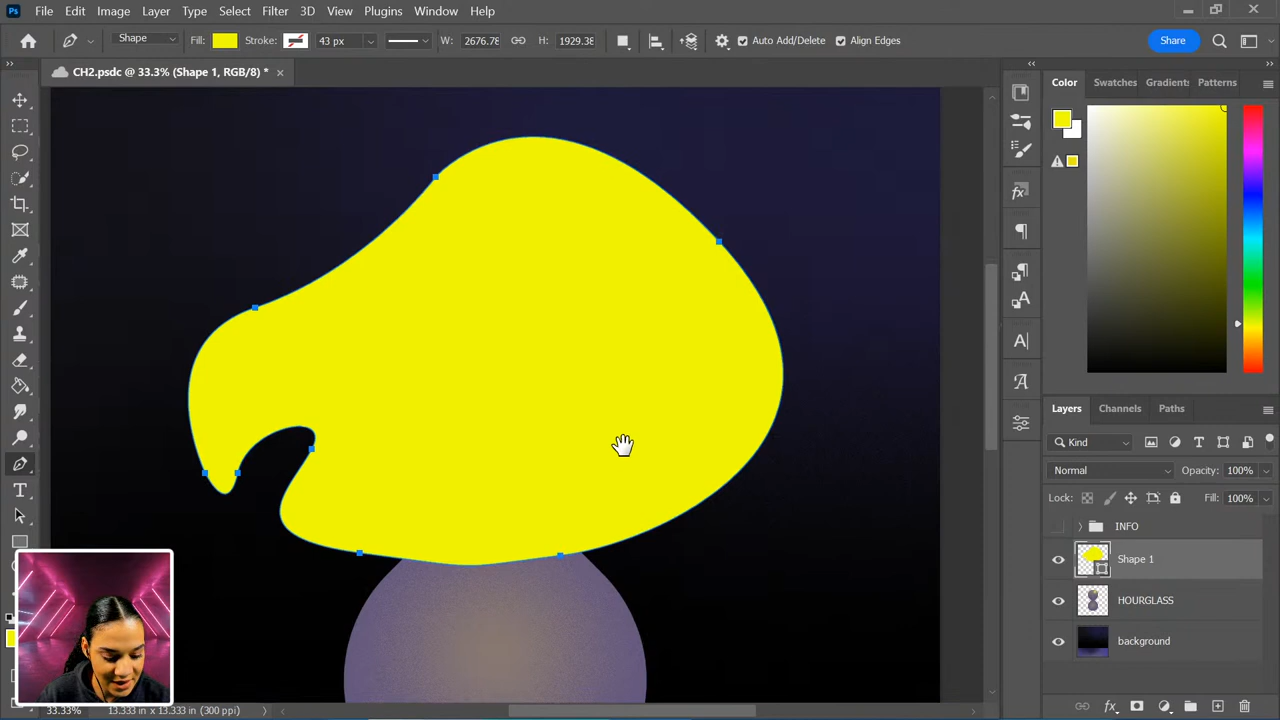 Ps File Edit Image Layer Type Select Filter 3D View Plugins Window Help
Shape Fill: Stroke: 43 px W: 2676.78 H: 1929.38 Auto Add/Delete Align Edges Share
CH2.psdc @ 33.3% (Shape 1, RGB/8) *
Color Swatches Gradient Patterns
Layers Channels Paths
Kind
Normal Opacity: 100%
Lock: Fill: 100%
INFO
Shape 1
HOURGLASS
background
33.33% 13.333 in x 13.333 in (300 ppi)